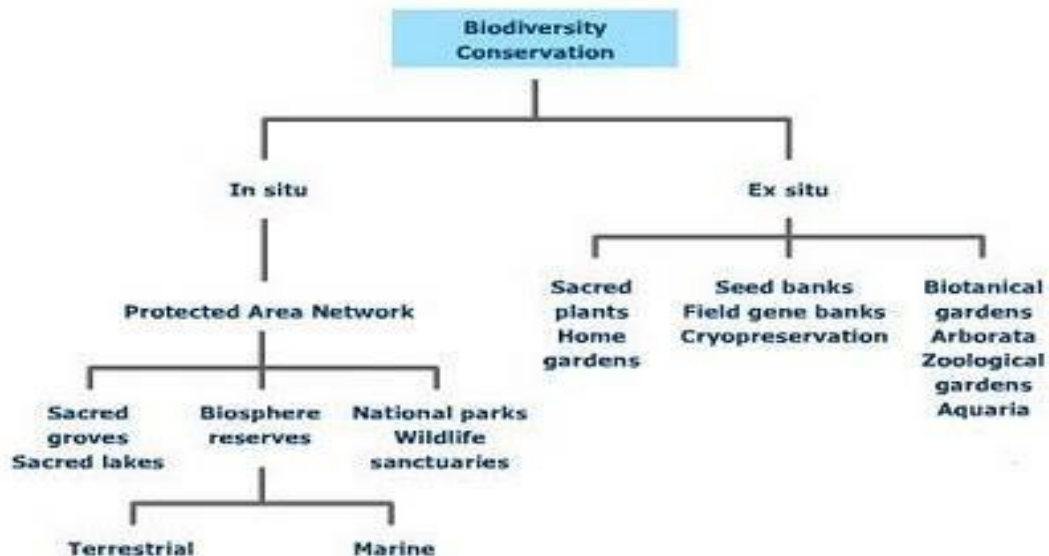 Biodiversity
Conservation
In situ
Ex situ
Protected Area Network
Sacred
plants
Home
gardens
Seed banks
Field gene banks
Cryopreservation
Biotanical
gardens
Arborata
Zoological
gardens
Aquaria
Sacred
groves
Sacred lakes
Biosphere
reserves
National parks
Wildlife
sanctuaries
Terrestrial
Marine